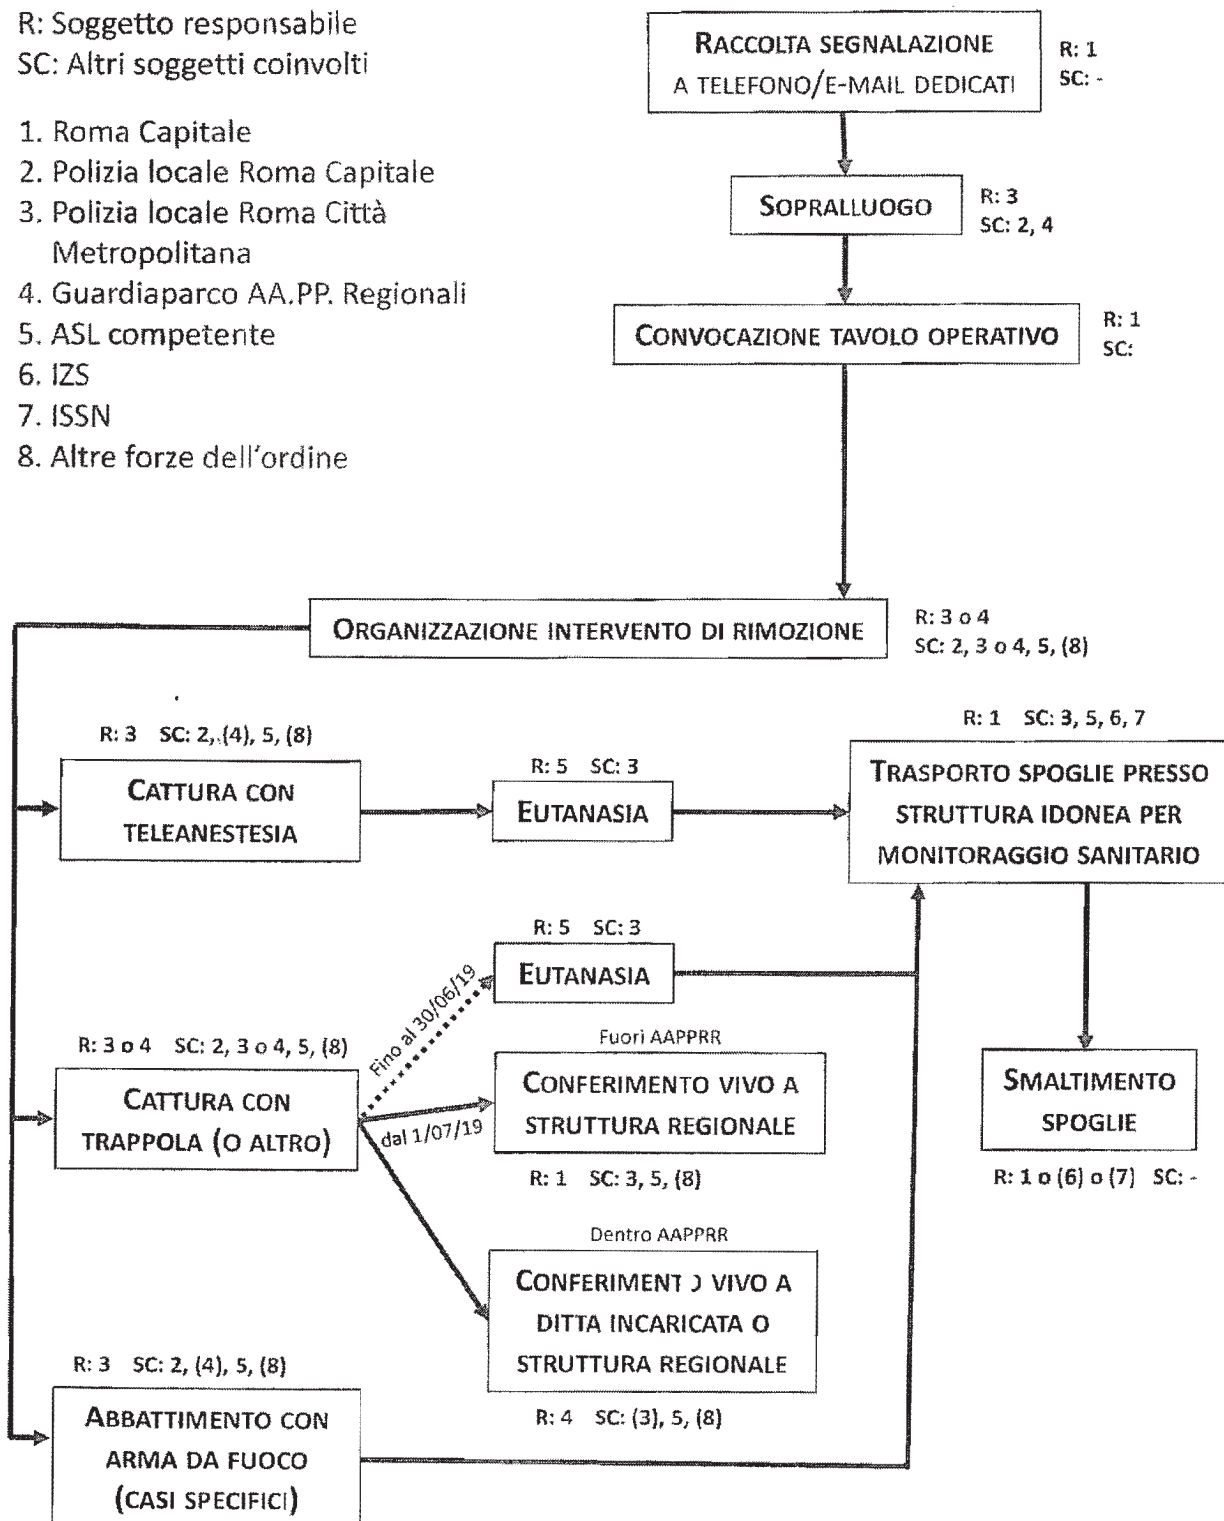 R: Soggetto responsabile
SC: Altri soggetti coinvolti
1. Roma Capitale
2. Polizia locale Roma Capitale
3. Polizia locale Roma Città
Metropolitana
4. Guardiaparco AA.PP. Regionali
5. ASL competente
6. IZS
7. ISSN
8. Altre forze dell'ordine
RACCOLTA SEGNALAZIONE
A TELEFONO/E-MAIL DEDICATI
R: 1
SC: -
SOPRALLUOGO
R: 3
SC: 2, 4
CONVOCAZIONE TAVOLO OPERATIVO
R: 1
SC:
ORGANIZZAZIONE INTERVENTO DI RIMOZIONE
R: 3 o 4
SC: 2, 3 o 4, 5, (8)
R: 3 SC: 2, (4), 5, (8)
CATTURA CON
TELEANESTESIA
R: 5 SC: 3
EUTANASIA
R: 1 SC: 3, 5, 6, 7
TRASPORTO SPOGLIE PRESSO
STRUTTURA IDONEA PER
MONITORAGGIO SANITARIO
R: 5 SC: 3
EUTANASIA
Fino al 30/06/19
R: 3 o 4 SC: 2, 3 o 4, 5, (8)
CATTURA CON
TRAPPOLA (O ALTRO)
dal 1/07/19
Fuori AAPPRR
CONFERIMENTO VIVO A
STRUTTURA REGIONALE
R: 1 SC: 3, 5, (8)
SMALTIMENTO
SPOGLIE
R: 1 o (6) o (7) SC: -
Dentro AAPPRR
CONFERIMENTO VIVO A
DITTA INCARICATA O
STRUTTURA REGIONALE
R: 4 SC: (3), 5, (8)
R: 3 SC: 2, (4), 5, (8)
ABBATTIMENTO CON
ARMA DA FUOCO
(CASI SPECIFICI)